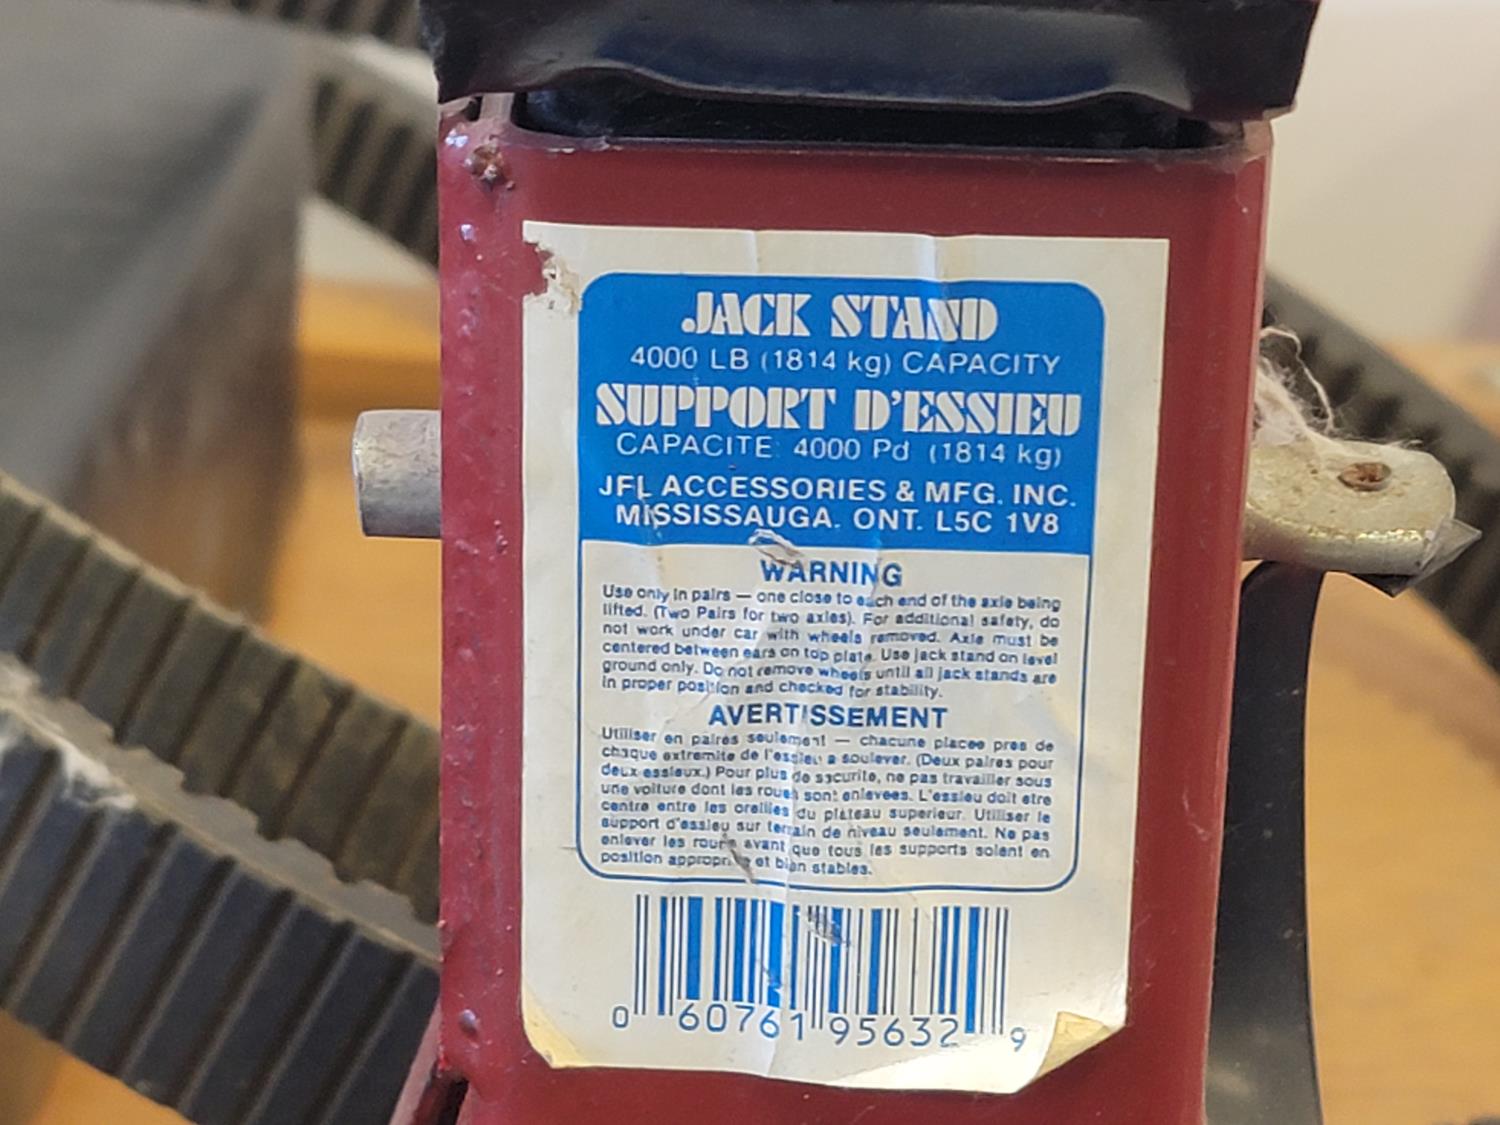 JACK STAND
4000 LB (1814 kg) CAPACITY
SUPPORT D'ESSIEU
CAPACITE: 4000 Pd (1814 kg)
JFL ACCESSORIES & MFG. INC.
MISSISSAUGA. ONT. L5C 1V8
WARNING
Use only in pairs — one close to each end of the axle being
lifted. (Two Pairs for two axles). For additional safety, do
not work under car with wheels removed. Axle must be
centered between ears on top plate. Use jack stand on level
ground only. Do not remove wheels until all jack stands are
in proper position and checked for stability.
AVERTISSEMENT
Utiliser en paires seulement — chacune placee pres de
chaque extremite de l'essieu a soulever. (Deux paires pour
deux essieux.) Pour plus de securite, ne pas travailler sous
une voiture dont les roues sont enlevees. L'essieu doit etre
centre entre les oreilles du plateau superieur. Utiliser le
support d'essieu sur terrain de niveau seulement. Ne pas
enlever les roues avant que tous les supports soient en
position appropriee et bien stables.
0 60761 95632 9